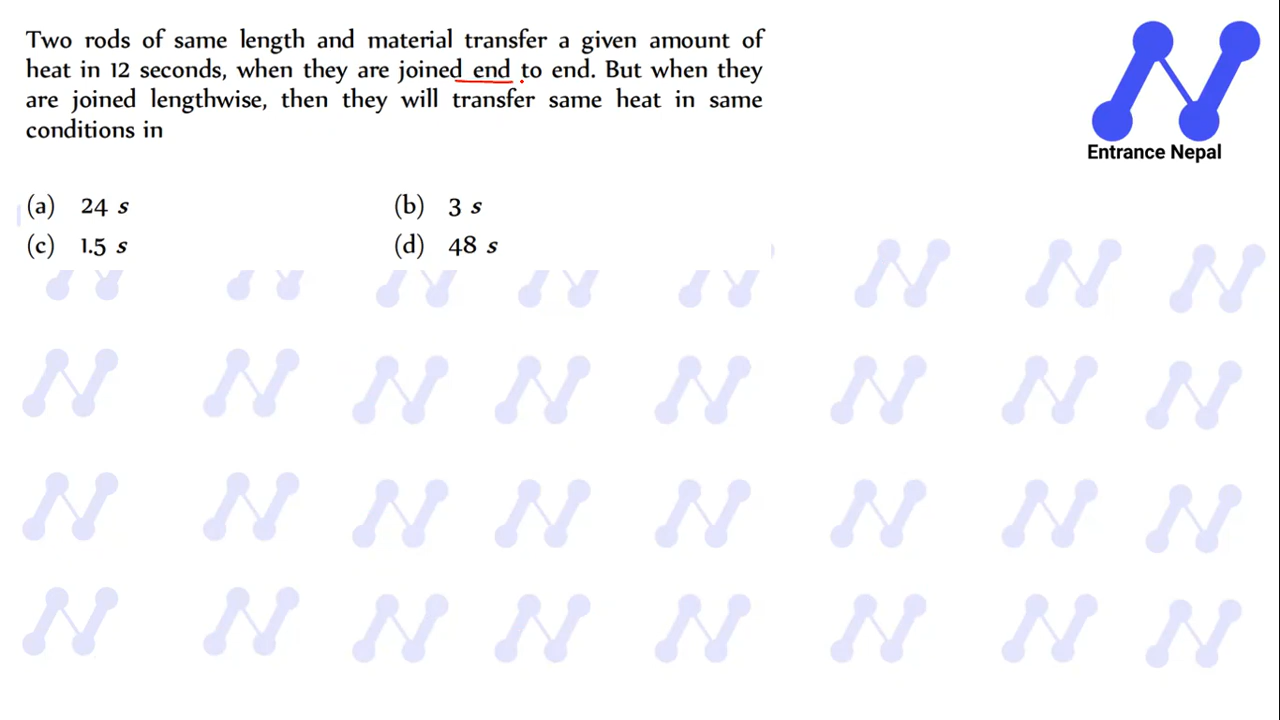 Two rods of same length and material transfer a given amount of
heat in 12 seconds, when they are joined end to end. But when they
are joined lengthwise, then they will transfer same heat in same
conditions in
(a) 24 s (b) 3 s
(c) 1.5 s (d) 48 s
Entrance Nepal